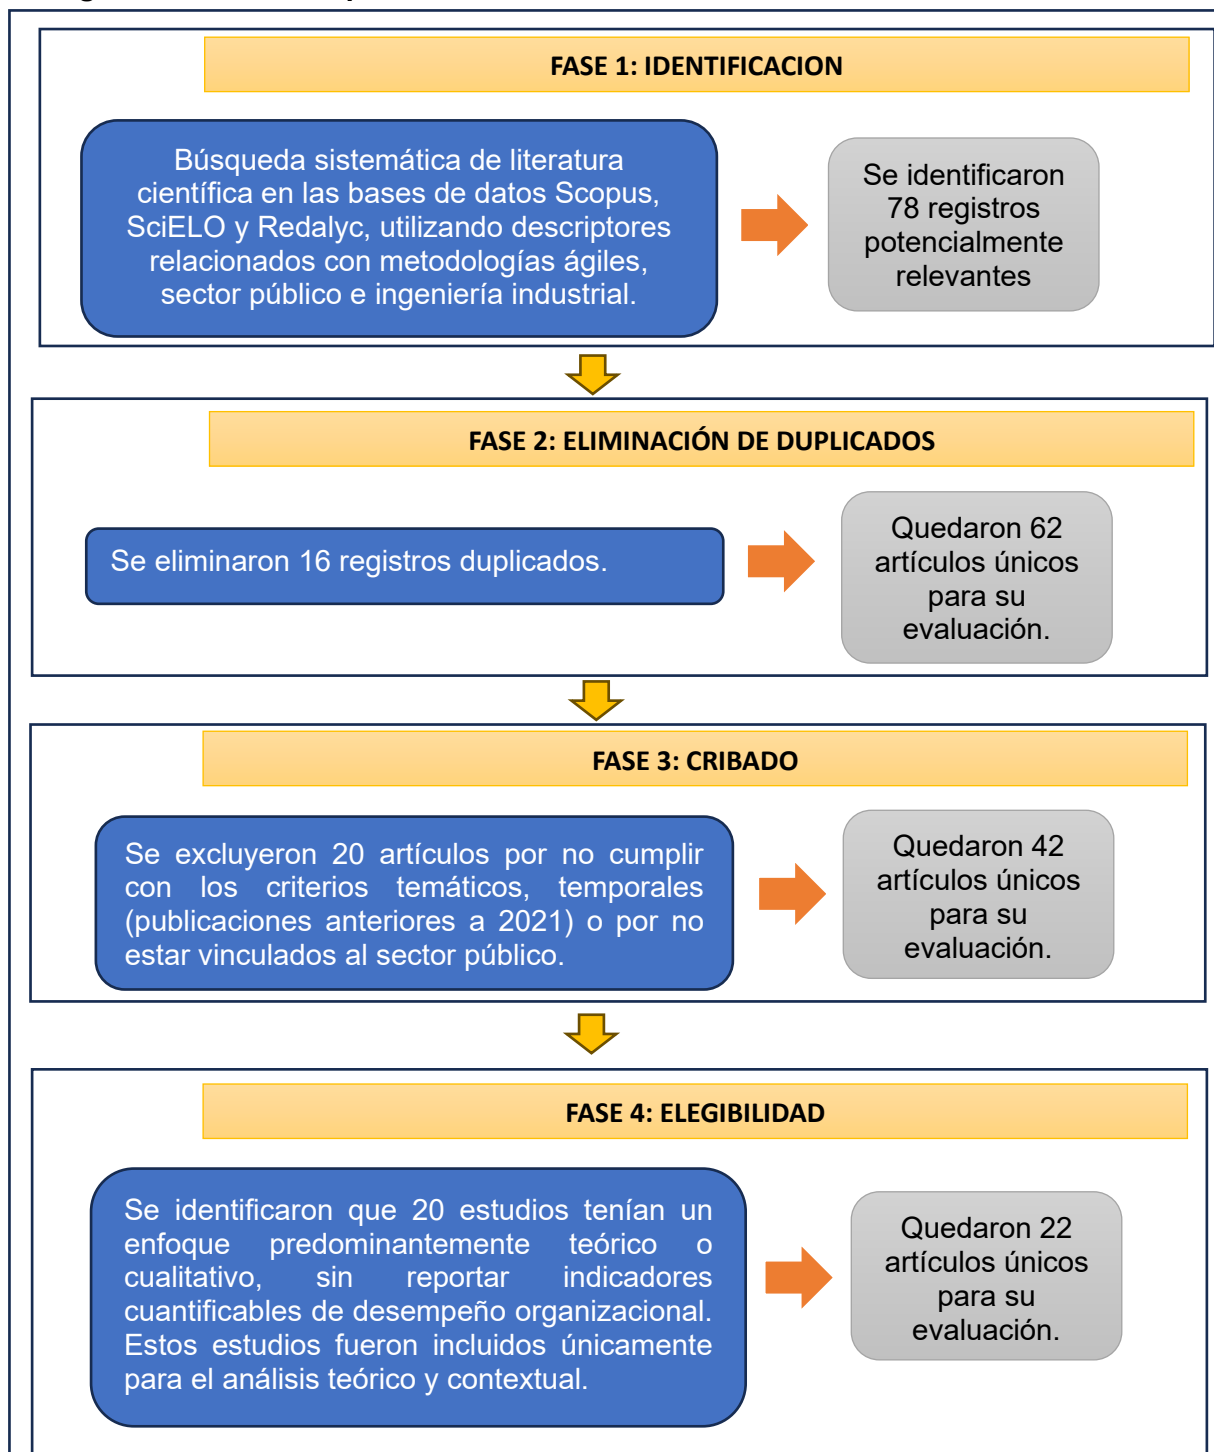 FASE 1: IDENTIFICACION
Búsqueda sistemática de literatura
científica en las bases de datos Scopus,
SciELO y Redalyc, utilizando descriptores
relacionados con metodologías ágiles,
sector público e ingeniería industrial.
Se identificaron
78 registros
potencialmente
relevantes
FASE 2: ELIMINACIÓN DE DUPLICADOS
Se eliminaron 16 registros duplicados.
Quedaron 62
artículos únicos
para su
evaluación.
FASE 3: CRIBADO
Se excluyeron 20 artículos por no cumplir
con los criterios temáticos, temporales
(publicaciones anteriores a 2021) o por no
estar vinculados al sector público.
Quedaron 42
artículos únicos
para su
evaluación.
FASE 4: ELEGIBILIDAD
Se identificaron que 20 estudios tenían un
enfoque predominantemente teórico o
cualitativo, sin reportar indicadores
cuantificables de desempeño organizacional.
Estos estudios fueron incluidos únicamente
para el análisis teórico y contextual.
Quedaron 22
artículos únicos
para su
evaluación.